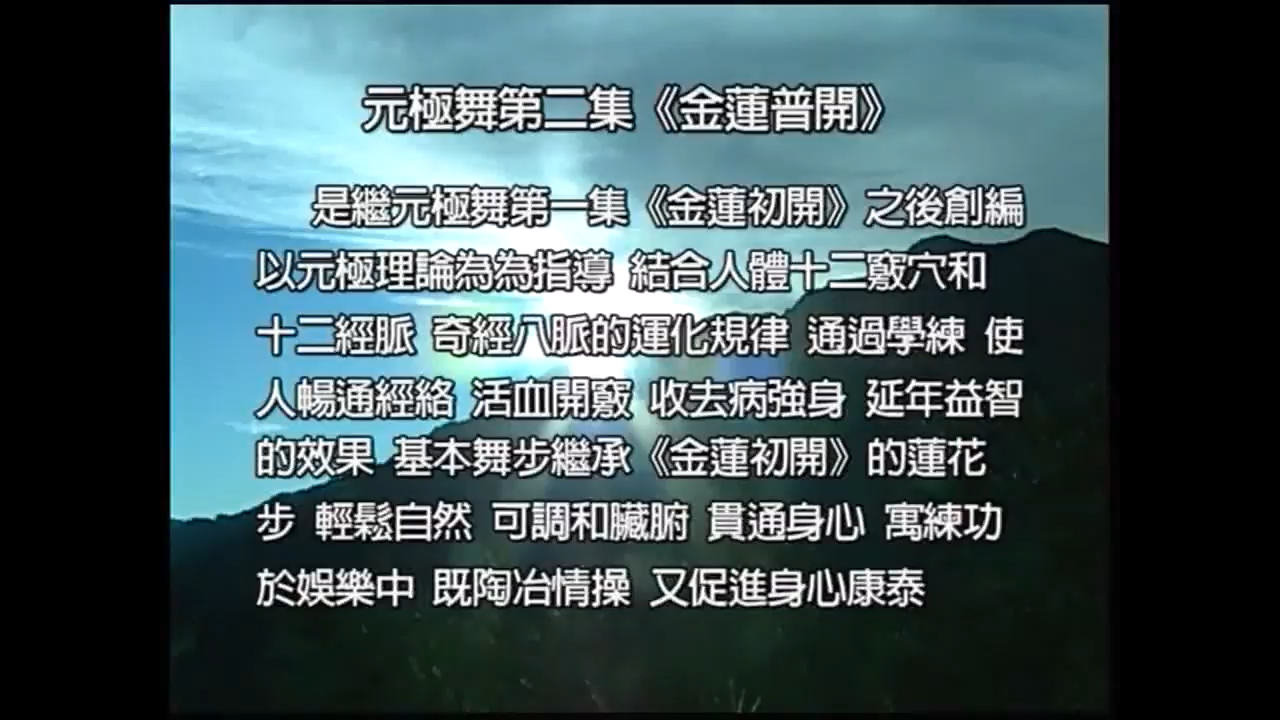 元極舞第二集《金蓮普開》
是繼元極舞第一集《金蓮初開》之後創編
以元極理論為為指導 結合人體十二竅穴和
十二經脈 奇經八脈的運化規律 通過學練 使
人暢通經絡 活血開竅 收去病強身 延年益智
的效果 基本舞步繼承《金蓮初開》的蓮花
步 輕鬆自然 可調和臟腑 貫通身心 寓練功
於娛樂中 既陶冶情操 又促進身心康泰